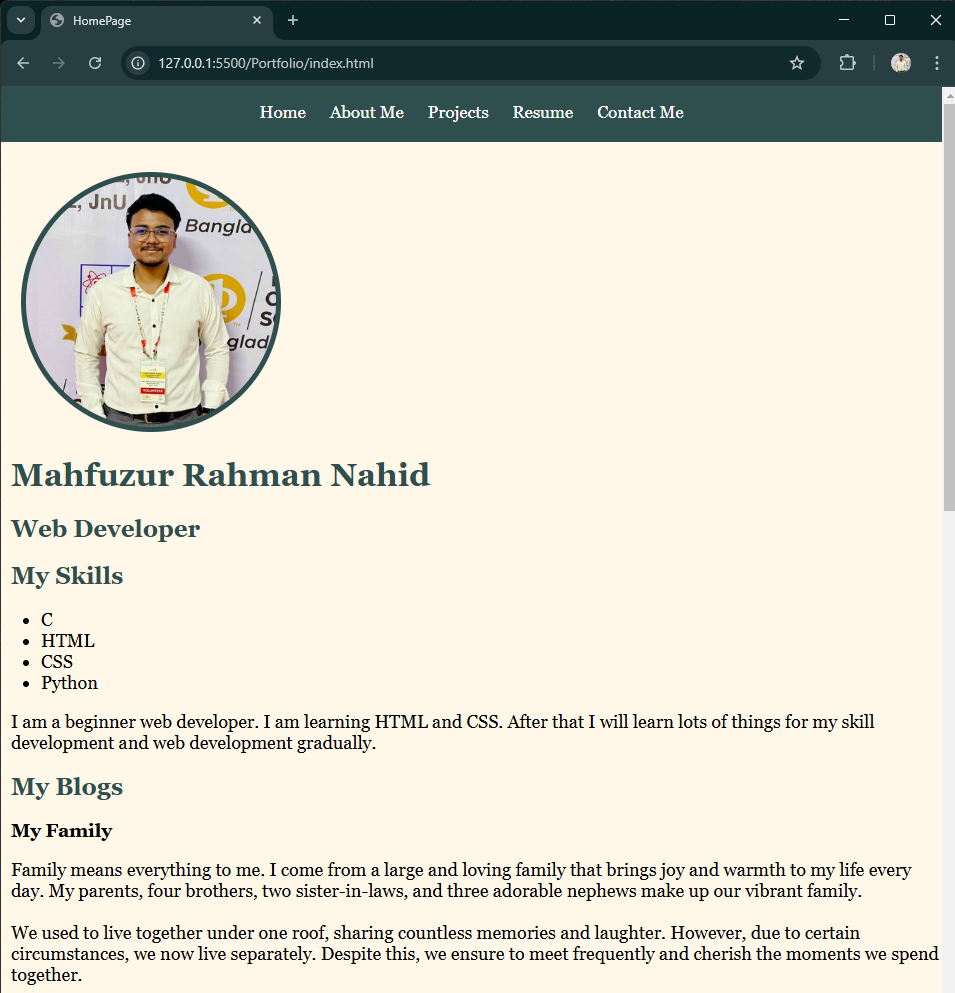 HomePage
127.0.0.1:5500/Portfolio/index.html
Home About Me Projects Resume Contact Me
JnU
JnU
Bangla
glad
VOLUNTEER
Mahfuzur Rahman Nahid
Web Developer
My Skills
C
HTML
CSS
Python
I am a beginner web developer. I am learning HTML and CSS. After that I will learn lots of things for my skill
development and web development gradually.
My Blogs
My Family
Family means everything to me. I come from a large and loving family that brings joy and warmth to my life every
day. My parents, four brothers, two sister-in-laws, and three adorable nephews make up our vibrant family.
We used to live together under one roof, sharing countless memories and laughter. However, due to certain
circumstances, we now live separately. Despite this, we ensure to meet frequently and cherish the moments we spend
together.